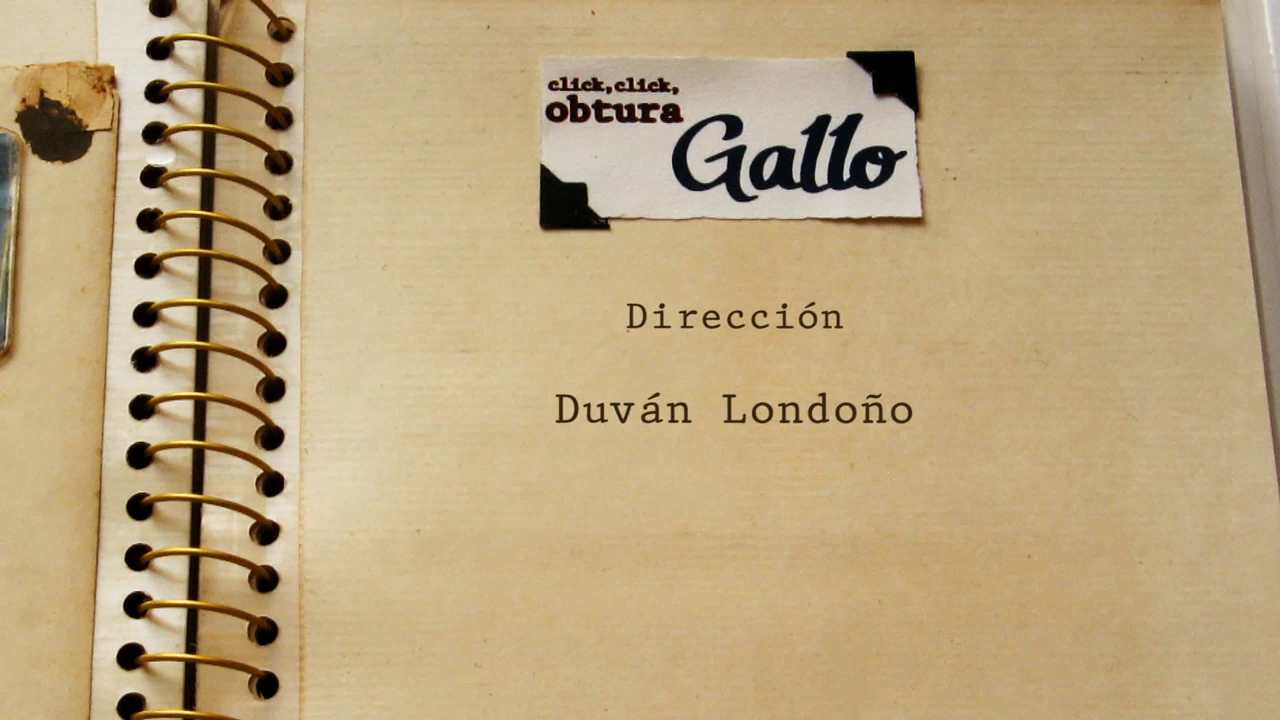 click,click,
obtura
Gallo
Dirección
Duván Londoño